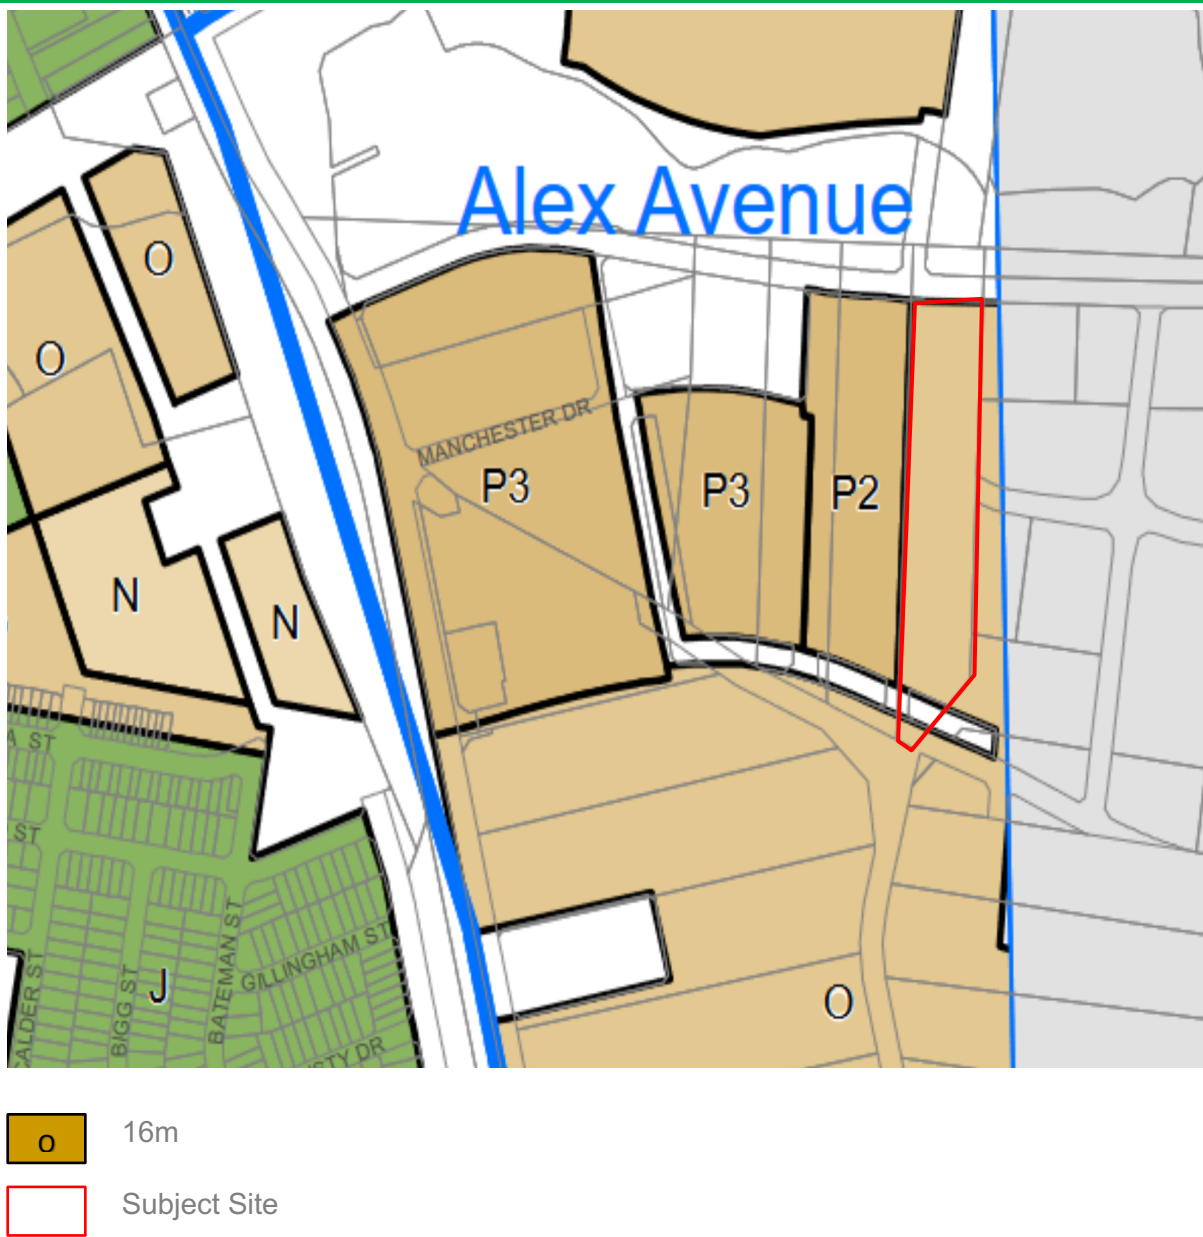 Alex Avenue
O
O
MANCHESTER DR
P3
P3
P2
N
N
A ST
ST
J
CALDER ST
BIGG ST
BATEMAN ST
GILLINGHAM ST
STY DR
O
o 16m
Subject Site